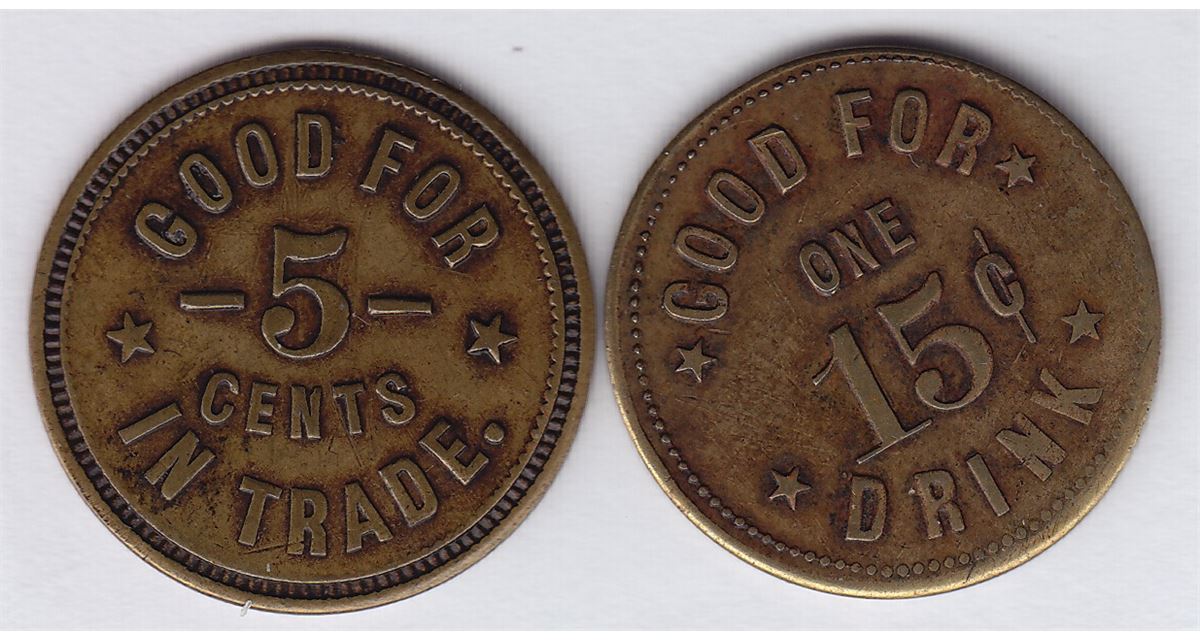 GOOD FOR
- 5 -
CENTS
IN TRADE.
GOOD FOR
ONE
15¢
DRINK